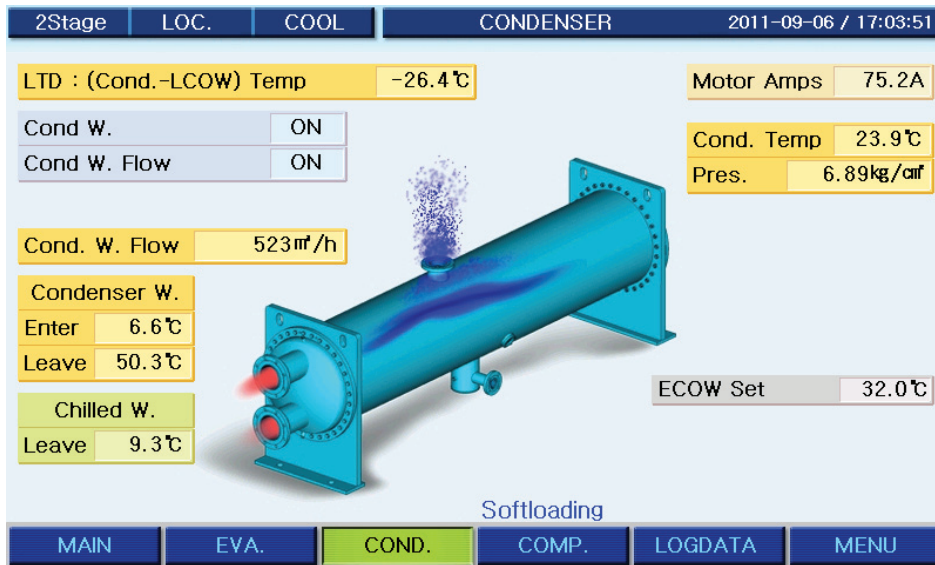 2Stage LOC. COOL CONDENSER 2011-09-06 / 17:03:51
LTD : (Cond.-LCOW) Temp -26.4℃
Motor Amps 75.2A
Cond W. ON
Cond W. Flow ON
Cond. Temp 23.9℃
Pres. 6.89kg/㎠
Cond. W. Flow 523㎥/h
Condenser W.
Enter 6.6℃
Leave 50.3℃
ECOW Set 32.0℃
Chilled W.
Leave 9.3℃
Softloading
MAIN EVA. COND. COMP. LOGDATA MENU